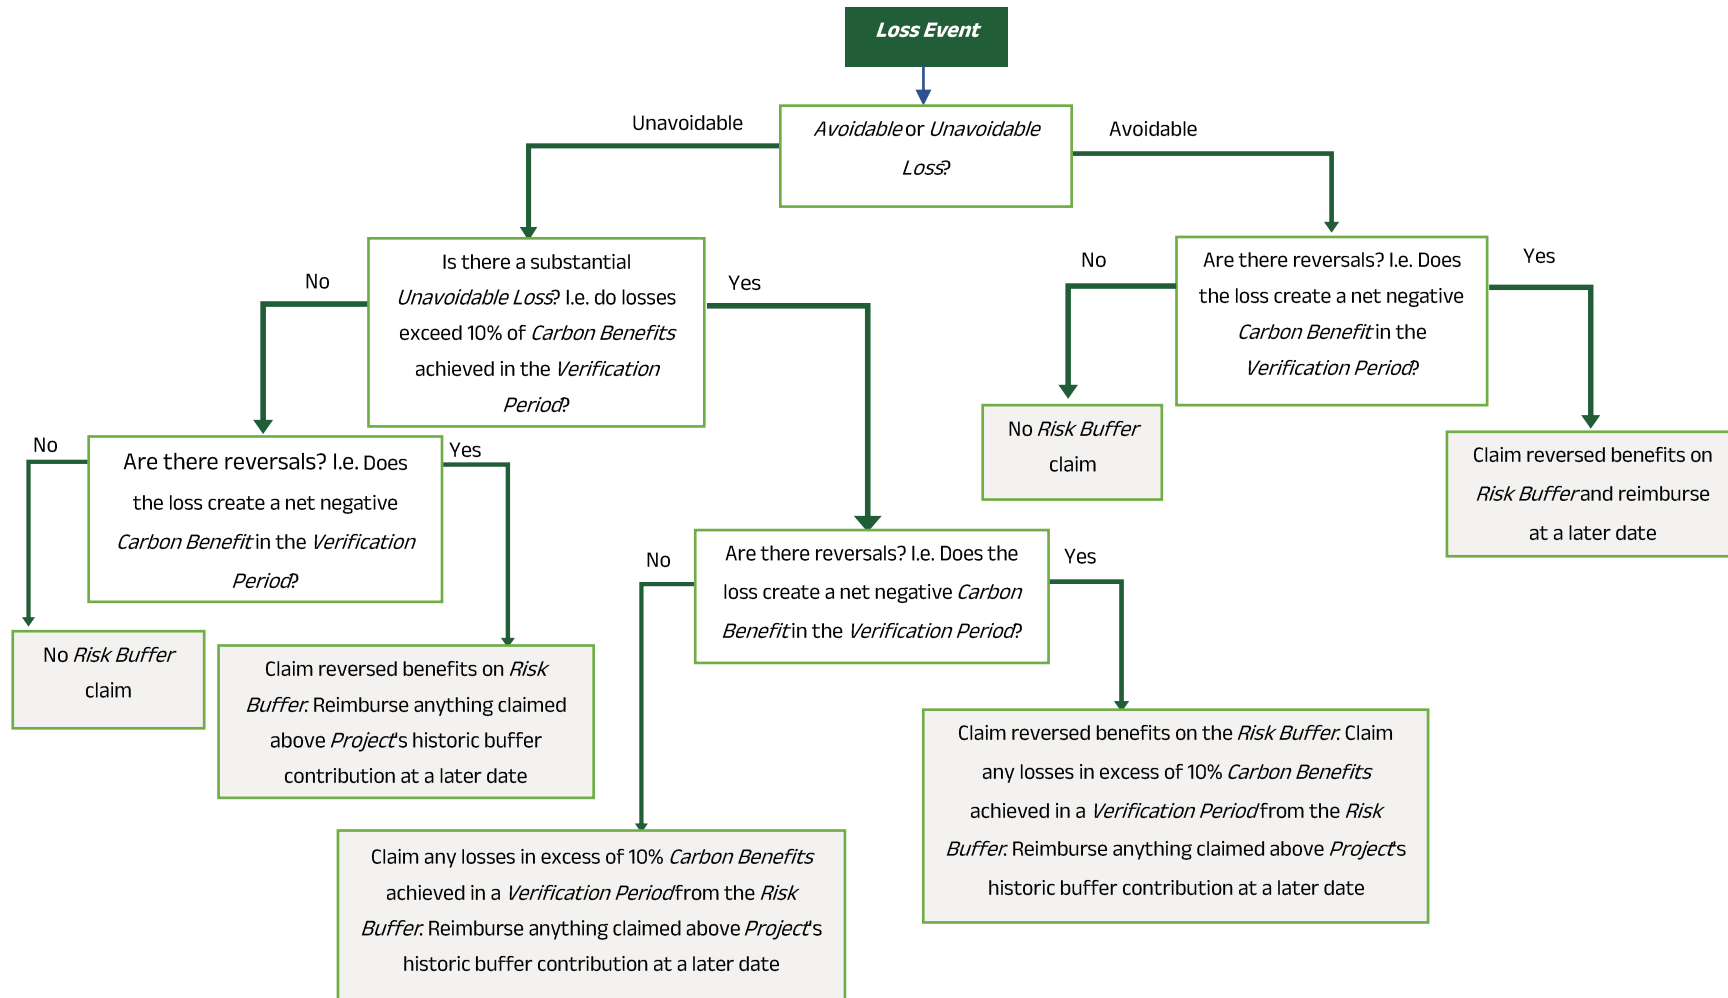 Loss Event
Unavoidable
Avoidable or Unavoidable
Loss?
Avoidable
Is there a substantial
Unavoidable Loss? I.e. do losses
exceed 10% of Carbon Benefits
achieved in the Verification
Period?
No
Yes
Are there reversals? I.e. Does
the loss create a net negative
Carbon Benefit in the
Verification Period?
No
Yes
No Risk Buffer
claim
Claim reversed benefits on
Risk Buffer and reimburse
at a later date
No
Yes
Are there reversals? I.e. Does
the loss create a net negative
Carbon Benefit in the Verification
Period?
No Risk Buffer
claim
Claim reversed benefits on Risk
Buffer. Reimburse anything claimed
above Project's historic buffer
contribution at a later date
No
Yes
Are there reversals? I.e. Does the
loss create a net negative Carbon
Benefit in the Verification Period?
Claim any losses in excess of 10% Carbon Benefits
achieved in a Verification Period from the Risk
Buffer. Reimburse anything claimed above Project's
historic buffer contribution at a later date
Claim reversed benefits on the Risk Buffer. Claim
any losses in excess of 10% Carbon Benefits
achieved in a Verification Period from the Risk
Buffer. Reimburse anything claimed above Project's
historic buffer contribution at a later date